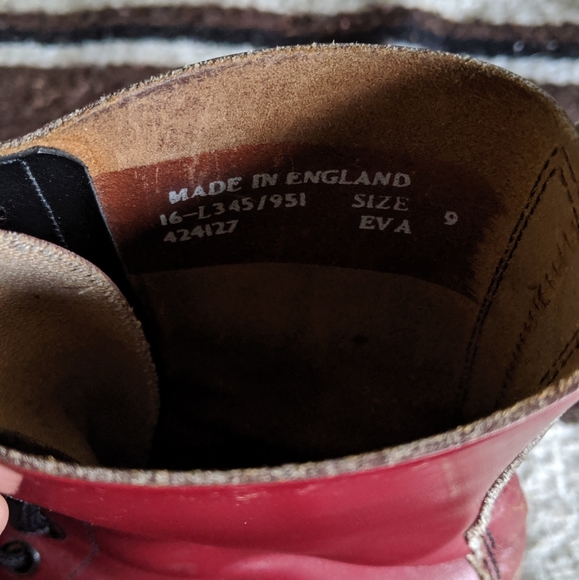 MADE IN ENGLAND
16-L345/951 SIZE 9
424127 EVA